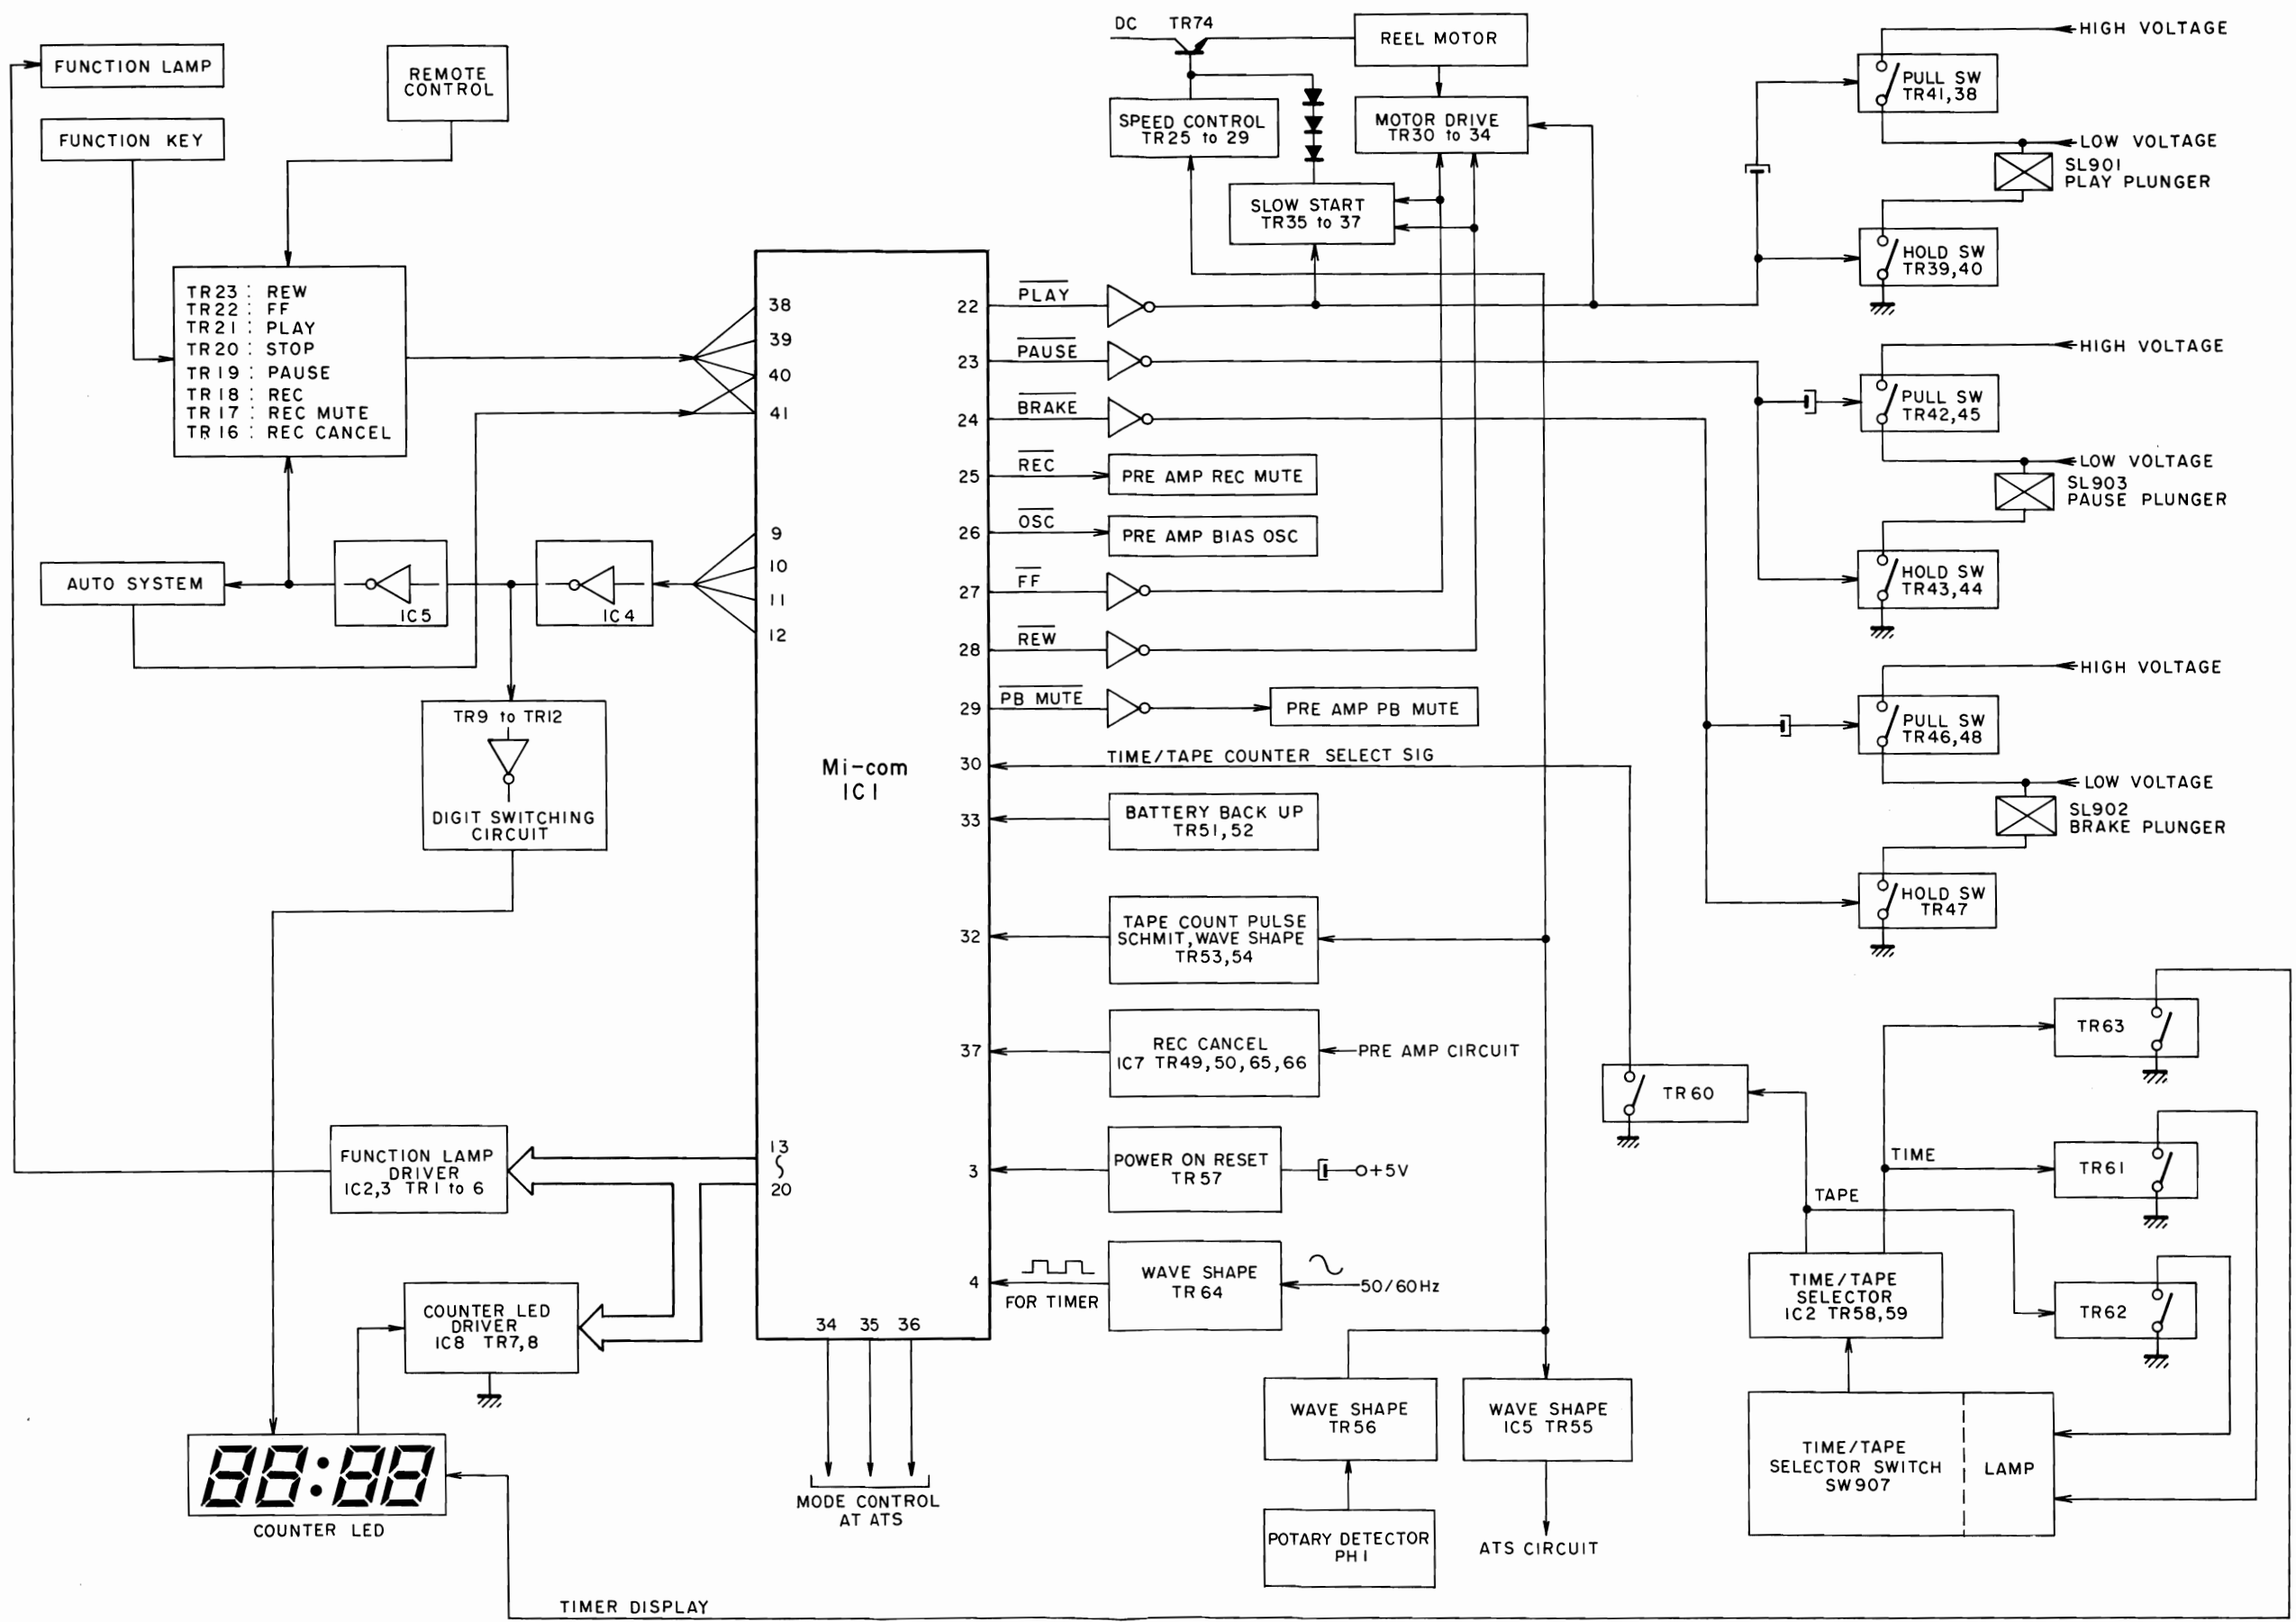 FUNCTION LAMP
REMOTE
CONTROL
FUNCTION KEY
TR23 : REW
TR22 : FF
TR21 : PLAY
TR20 : STOP
TR19 : PAUSE
TR18 : REC
TR17 : REC MUTE
TR16 : REC CANCEL
AUTO SYSTEM
IC5
IC4
TR9 to TR12
DIGIT SWITCHING
CIRCUIT
FUNCTION LAMP
DRIVER
IC2,3 TR1 to 6
COUNTER LED
DRIVER
IC8 TR7,8
88:88
COUNTER LED
TIMER DISPLAY
38
39
40
41
9
10
11
12
Mi-com
IC1
13
20
34 35 36
MODE CONTROL
AT ATS
22
23
24
25
26
27
28
29
30
33
32
37
3
4
DC TR74
REEL MOTOR
SPEED CONTROL
TR25 to 29
MOTOR DRIVE
TR30 to 34
SLOW START
TR35 to 37
PLAY
PAUSE
BRAKE
REC
PRE AMP REC MUTE
OSC
PRE AMP BIAS OSC
FF
REW
PB MUTE
PRE AMP PB MUTE
TIME/TAPE COUNTER SELECT SIG
BATTERY BACK UP
TR51,52
TAPE COUNT PULSE
SCHMIT,WAVE SHAPE
TR53,54
REC CANCEL
IC7 TR49,50,65,66
PRE AMP CIRCUIT
POWER ON RESET
TR57
+5V
FOR TIMER
WAVE SHAPE
TR64
50/60Hz
WAVE SHAPE
TR56
WAVE SHAPE
IC5 TR55
POTARY DETECTOR
PH1
ATS CIRCUIT
HIGH VOLTAGE
PULL SW
TR41,38
LOW VOLTAGE
SL901
PLAY PLUNGER
HOLD SW
TR39,40
HIGH VOLTAGE
PULL SW
TR42,45
LOW VOLTAGE
SL903
PAUSE PLUNGER
HOLD SW
TR43,44
HIGH VOLTAGE
PULL SW
TR46,48
LOW VOLTAGE
SL902
BRAKE PLUNGER
HOLD SW
TR47
TR63
TR60
TIME
TR61
TAPE
TR62
TIME/TAPE
SELECTOR
IC2 TR58,59
TIME/TAPE
SELECTOR SWITCH
SW907
LAMP